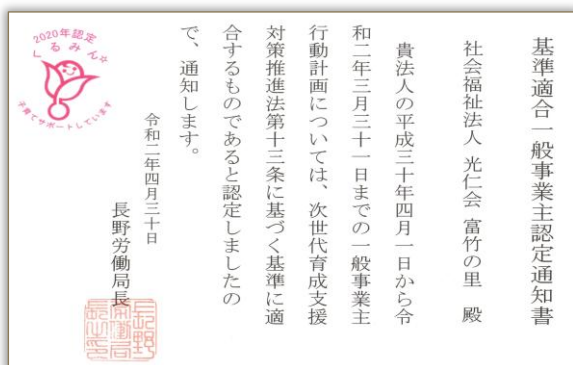 基準適合一般事業主認定通知書
社会福祉法人 光仁会 富竹の里 殿
貴法人の平成三十年四月一日から令
和二年三月三十一日までの一般事業主
行動計画については、次世代育成支援
対策推進法第十三条に基づく基準に適
合するものであると認定しましたの
で、通知します。
令和二年四月三十日
長野労働局長
長野
労働局
長之印
2020年認定
くるみん
子育てサポートしています